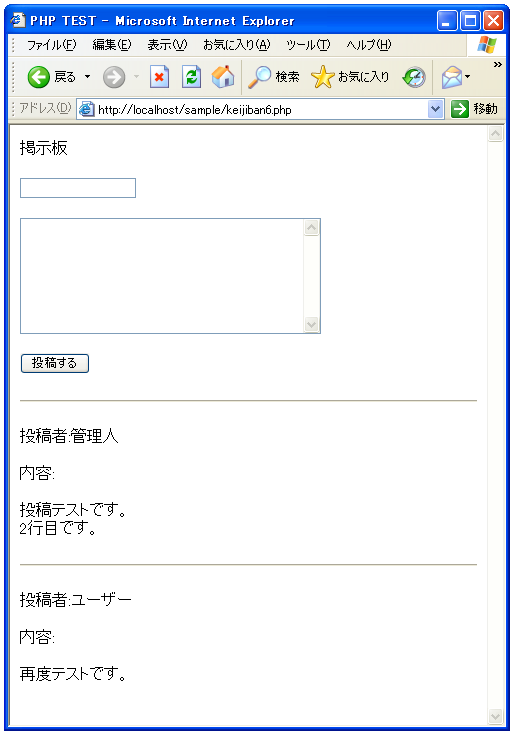 PHP TEST - Microsoft Internet Explorer
ファイル(F) 編集(E) 表示(V) お気に入り(A) ツール(T) ヘルプ(H)
戻る 検索 お気に入り
アドレス(D) http://localhost/sample/keijiban6.php 移動
掲示板
投稿する
投稿者:管理人
内容:
投稿テストです。
2行目です。
投稿者:ユーザー
内容:
再度テストです。